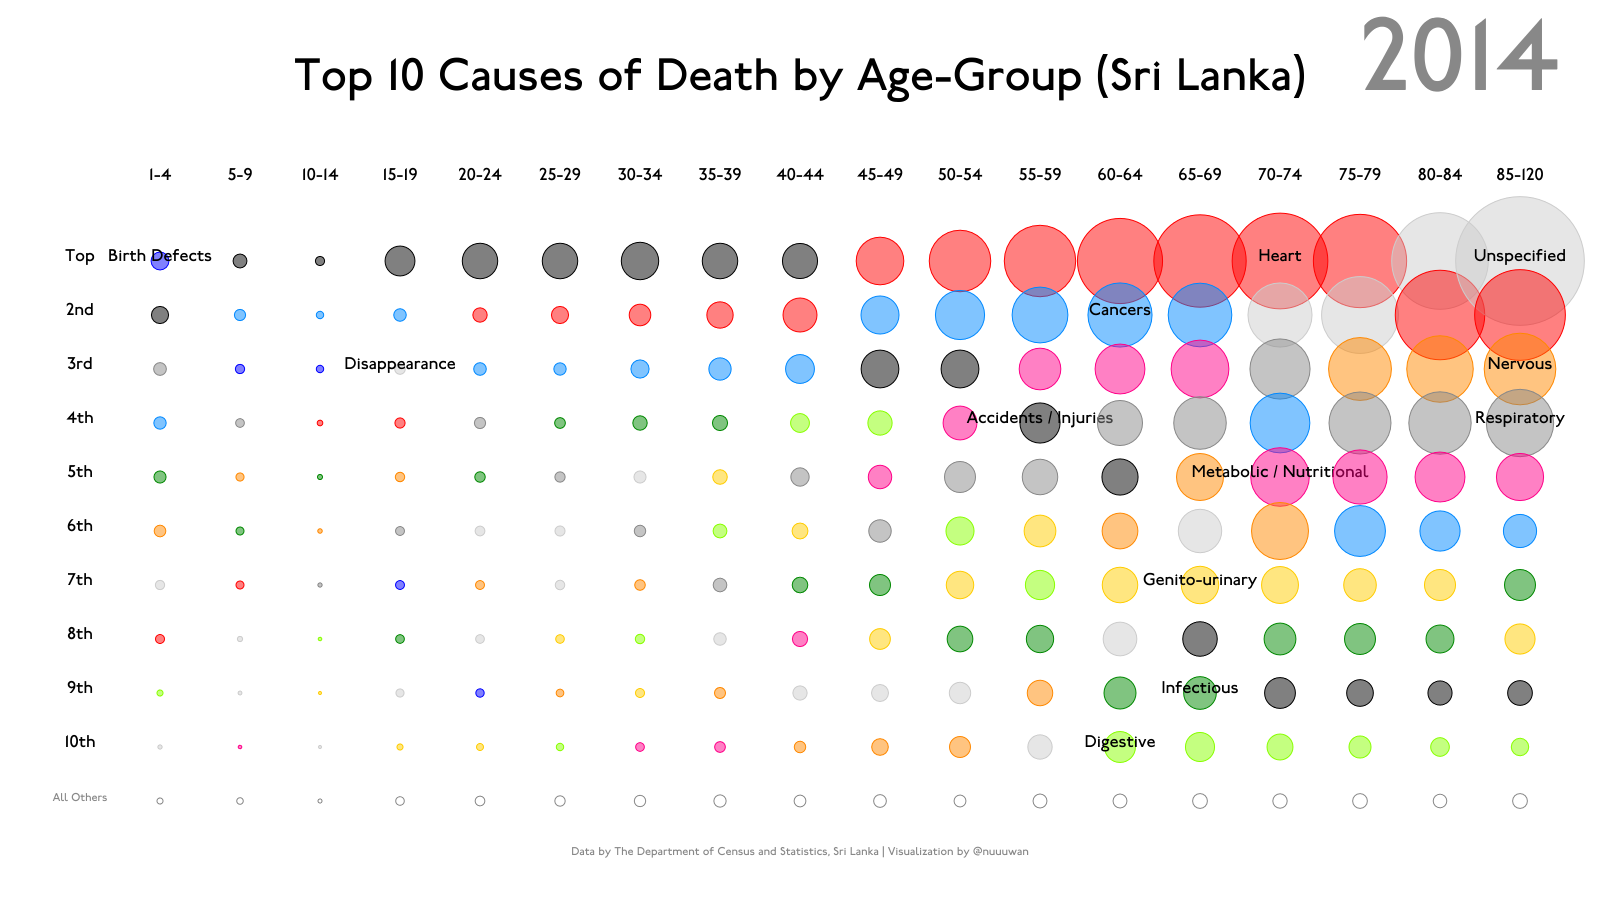 2014
Top 10 Causes of Death by Age-Group (Sri Lanka)
1-4 5-9 10-14 15-19 20-24 25-29 30-34 35-39 40-44 45-49 50-54 55-59 60-64 65-69 70-74 75-79 80-84 85-120
Top Birth Defects Heart Unspecified
2nd Cancers
3rd Disappearance Nervous
4th Accidents / Injuries Respiratory
5th Metabolic / Nutritional
6th
7th Genito-urinary
8th
9th Infectious
10th Digestive
All Others
Data by The Department of Census and Statistics, Sri Lanka | Visualization by @nuuuwan